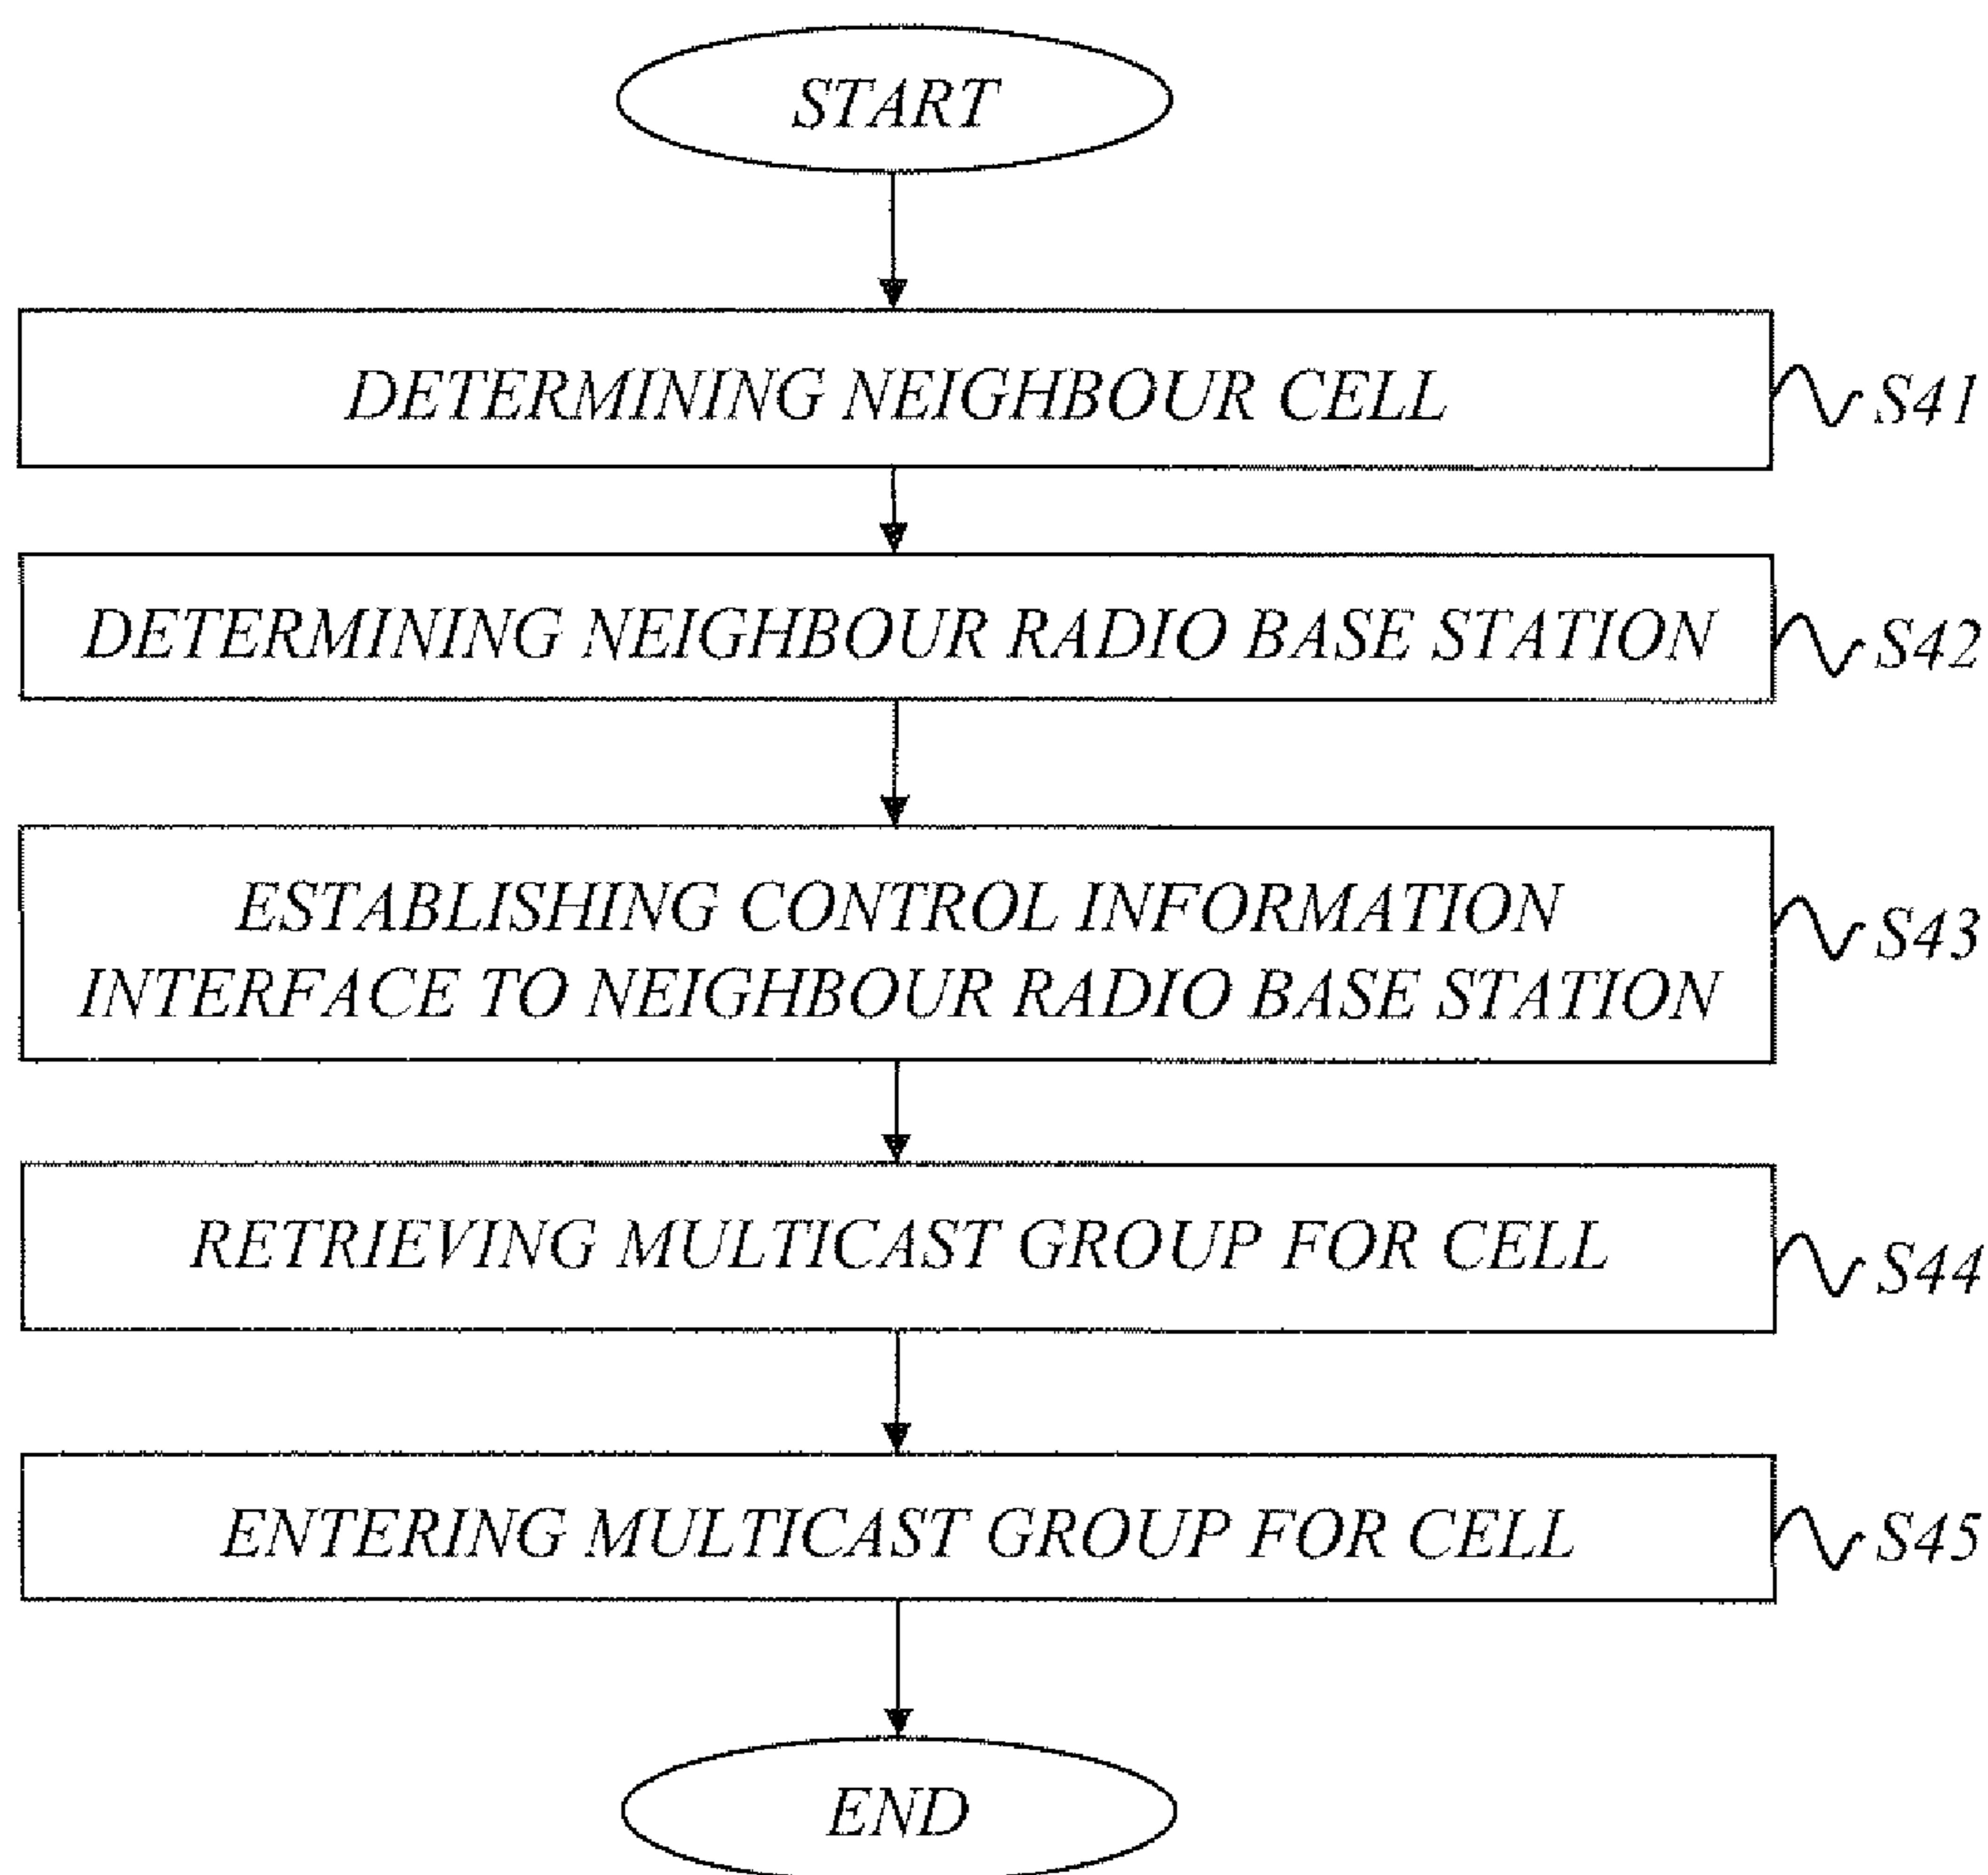 START
DETERMINING NEIGHBOUR CELL
S41
DETERMINING NEIGHBOUR RADIO BASE STATION
S42
ESTABLISHING CONTROL INFORMATION
INTERFACE TO NEIGHBOUR RADIO BASE STATION
S43
RETRIEVING MULTICAST GROUP FOR CELL
S44
ENTERING MULTICAST GROUP FOR CELL
S45
END